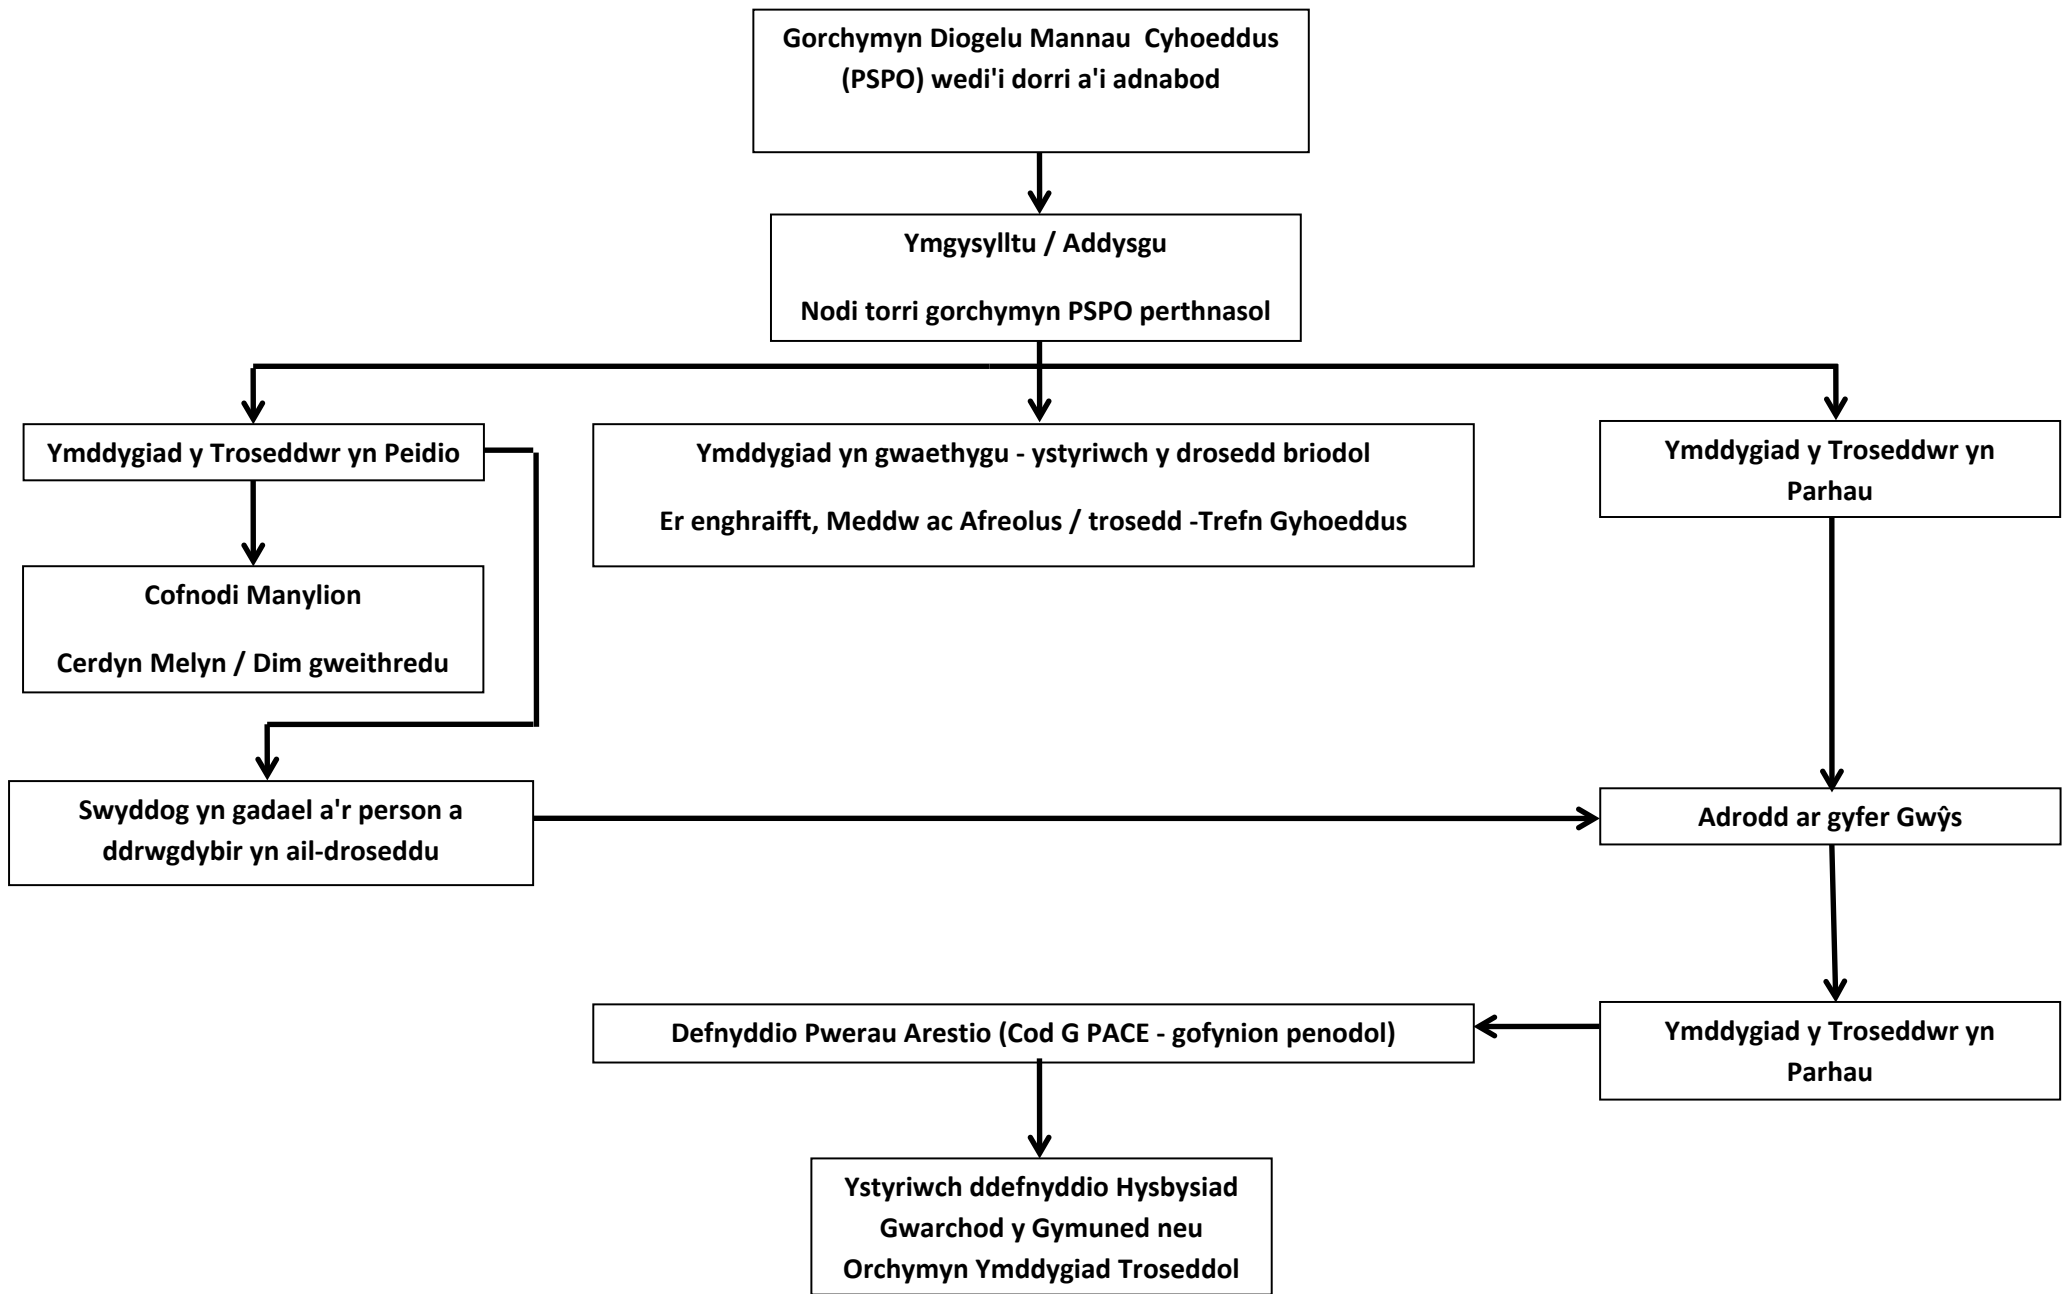 Gorchymyn Diogelu Mannau Cyhoeddus
(PSPO) wedi'i dorri a'i adnabod
Ymgysylltu / Addysgu
Nodi torri gorchymyn PSPO perthnasol
Ymddygiad y Troseddwr yn Peidio
Ymddygiad yn gwaethygu - ystyriwch y drosedd briodol
Er enghraifft, Meddw ac Afreolus / trosedd -Trefn Gyhoeddus
Ymddygiad y Troseddwr yn
Parhau
Cofnodi Manylion
Cerdyn Melyn / Dim gweithredu
Swyddog yn gadael a'r person a
ddrwgdybir yn ail-droseddu
Adrodd ar gyfer Gwŷs
Defnyddio Pwerau Arestio (Cod G PACE - gofynion penodol)
Ymddygiad y Troseddwr yn
Parhau
Ystyriwch ddefnyddio Hysbysiad
Gwarchod y Gymuned neu
Orchymyn Ymddygiad Troseddol